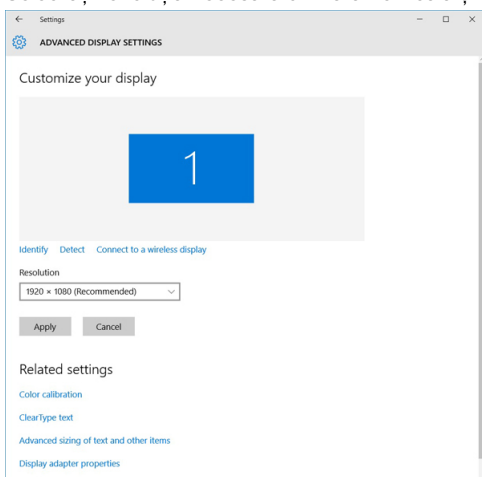 Settings
ADVANCED DISPLAY SETTINGS
Customize your display
1
Identify Detect Connect to a wireless display
Resolution
1920 × 1080 (Recommended)
Apply Cancel
Related settings
Color calibration
ClearType text
Advanced sizing of text and other items
Display adapter properties